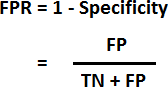 FPR = 1 - Specificity
= FP
TN + FP